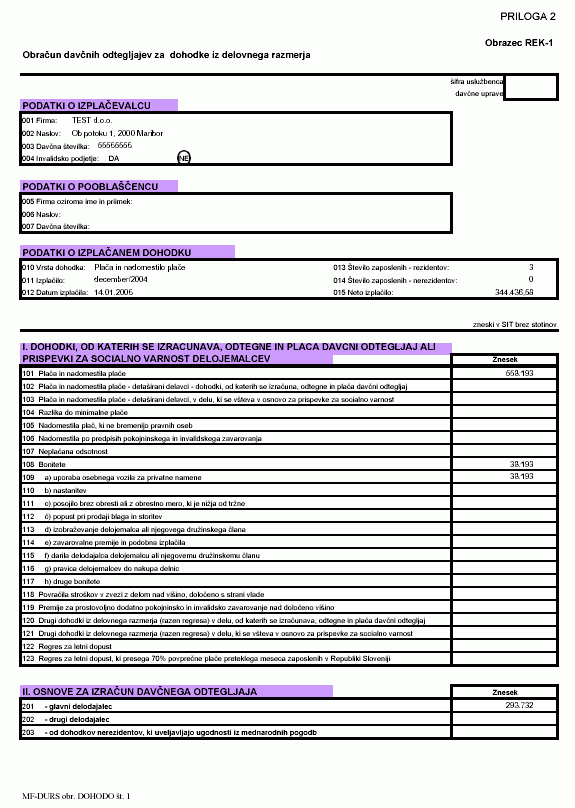 PRILOGA 2
Obrazec REK-1
Obračun davčnih odtegljajev za dohodke iz delovnega razmerja
šifra uslužbenca
davčne uprave
PODATKI O IZPLAČEVALCU
001 Firma: TEST d.o.o.
002 Naslov: Ob potoku 1, 2000 Maribor
003 Davčna številka: 55555555
004 Invalidsko podjetje: DA NE
PODATKI O POOBLAŠČENCU
005 Firma oziroma ime in priimek:
006 Naslov:
007 Davčna številka:
PODATKI O IZPLAČANEM DOHODKU
010 Vrsta dohodka: Plača in nadomestilo plače 013 Število zaposlenih - rezidentov: 3
011 Izplačilo: december/2004 014 Število zaposlenih - nerezidentov: 0
012 Datum izplačila: 14.01.2005 015 Neto izplačilo: 344.436,59
zneski v SIT brez stotinov
I. DOHODKI, OD KATERIH SE IZRAČUNAVA, ODTEGNE IN PLAČA DAVČNI ODTEGLJAJ ALI
PRISPEVKI ZA SOCIALNO VARNOST DELOJEMALCEV Znesek
101 Plača in nadomestila plače 558.193
102 Plača in nadomestila plače - detaširani delavci - dohodki, od katerih se izračuna, odtegne in plača davčni odtegljaj
103 Plača in nadomestila plače - detaširani delavci, v delu, ki se všteva v osnovo za prispevke za socialno varnost
104 Razlika do minimalne plače
105 Nadomestila plač, ki ne bremenijo pravnih oseb
106 Nadomestila po predpisih pokojninskega in invalidskega zavarovanja
107 Neplačana odsotnost
108 Bonitete 38.193
109 a) uporaba osebnega vozila za privatne namene 38.193
110 b) nastanitev
111 c) posojilo brez obresti ali z obrestno mero, ki je nižja od tržne
112 č) popust pri prodaji blaga in storitev
113 d) izobraževanje delojemalca ali njegovega družinskega člana
114 e) zavarovalne premije in podobna izplačila
115 f) darila delodajalca delojemalcu ali njegovemu družinskemu članu
116 g) pravica delojemalcev do nakupa delnic
117 h) druge bonitete
118 Povračila stroškov v zvezi z delom nad višino, določeno s strani vlade
119 Premije za prostovoljno dodatno pokojninsko in invalidsko zavarovanje nad določeno višino
120 Drugi dohodki iz delovnega razmerja (razen regresa) v delu, od katerih se izračunava, odtegne in plača davčni odtegljaj
121 Drugi dohodki iz delovnega razmerja (razen regresa) v delu, ki se všteva v osnovo za prispevke za socialno varnost
122 Regres za letni dopust
123 Regres za letni dopust, ki presega 70% povprečne plače preteklega meseca zaposlenih v Republiki Sloveniji
II. OSNOVE ZA IZRAČUN DAVČNEGA ODTEGLJAJA Znesek
201 - glavni delodajalec 293.732
202 - drugi delodajalec
203 - od dohodkov nerezidentov, ki uveljavljajo ugodnosti iz mednarodnih pogodb
MF-DURS obr. DOHODO št. 1